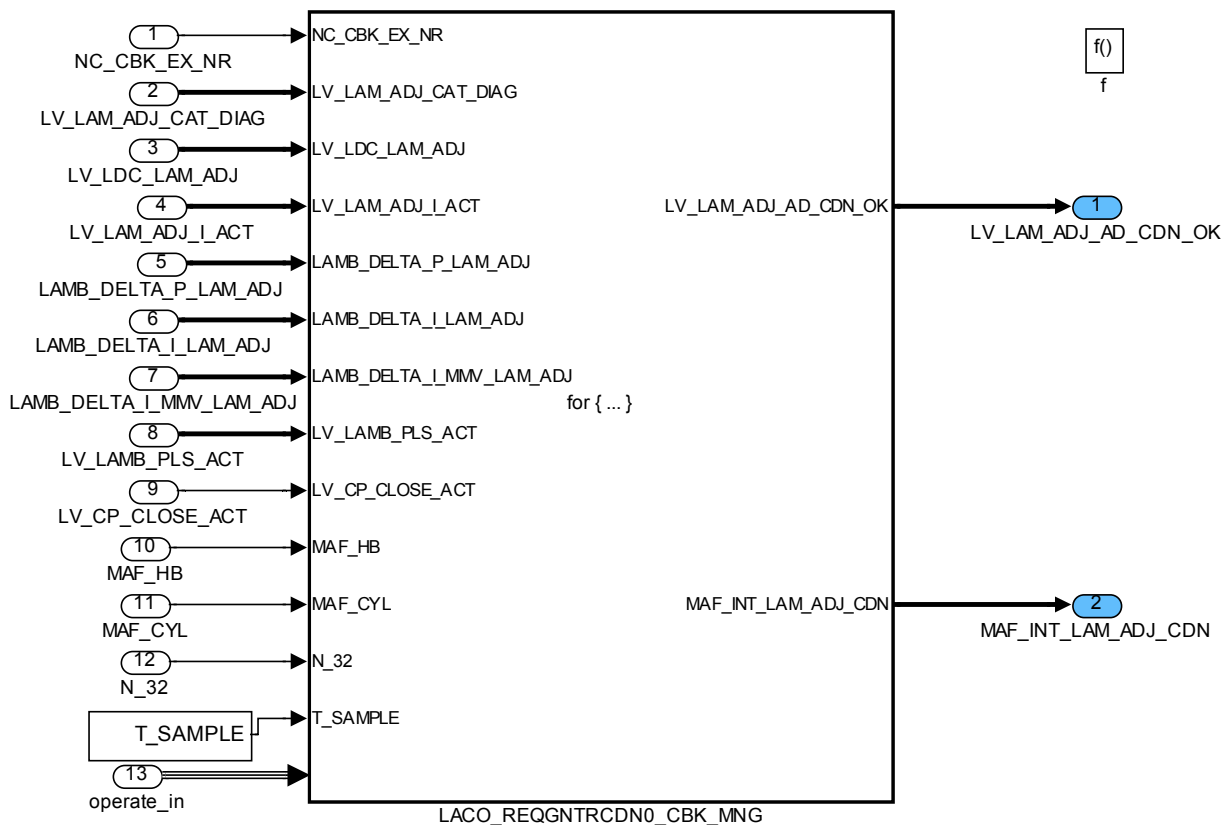 1
NC_CBK_EX_NR
NC_CBK_EX_NR
f()
f
2
LV_LAM_ADJ_CAT_DIAG
LV_LAM_ADJ_CAT_DIAG
3
LV_LDC_LAM_ADJ
LV_LDC_LAM_ADJ
4
LV_LAM_ADJ_I_ACT
LV_LAM_ADJ_I_ACT
LV_LAM_ADJ_AD_CDN_OK
1
LV_LAM_ADJ_AD_CDN_OK
5
LAMB_DELTA_P_LAM_ADJ
LAMB_DELTA_P_LAM_ADJ
6
LAMB_DELTA_I_LAM_ADJ
LAMB_DELTA_I_LAM_ADJ
7
LAMB_DELTA_I_MMV_LAM_ADJ
LAMB_DELTA_I_MMV_LAM_ADJ
for { ... }
8
LV_LAMB_PLS_ACT
LV_LAMB_PLS_ACT
9
LV_CP_CLOSE_ACT
LV_CP_CLOSE_ACT
10
MAF_HB
MAF_HB
11
MAF_CYL
MAF_CYL
MAF_INT_LAM_ADJ_CDN
2
MAF_INT_LAM_ADJ_CDN
12
N_32
N_32
T_SAMPLE
T_SAMPLE
13
operate_in
LACO_REQGNTRCDN0_CBK_MNG